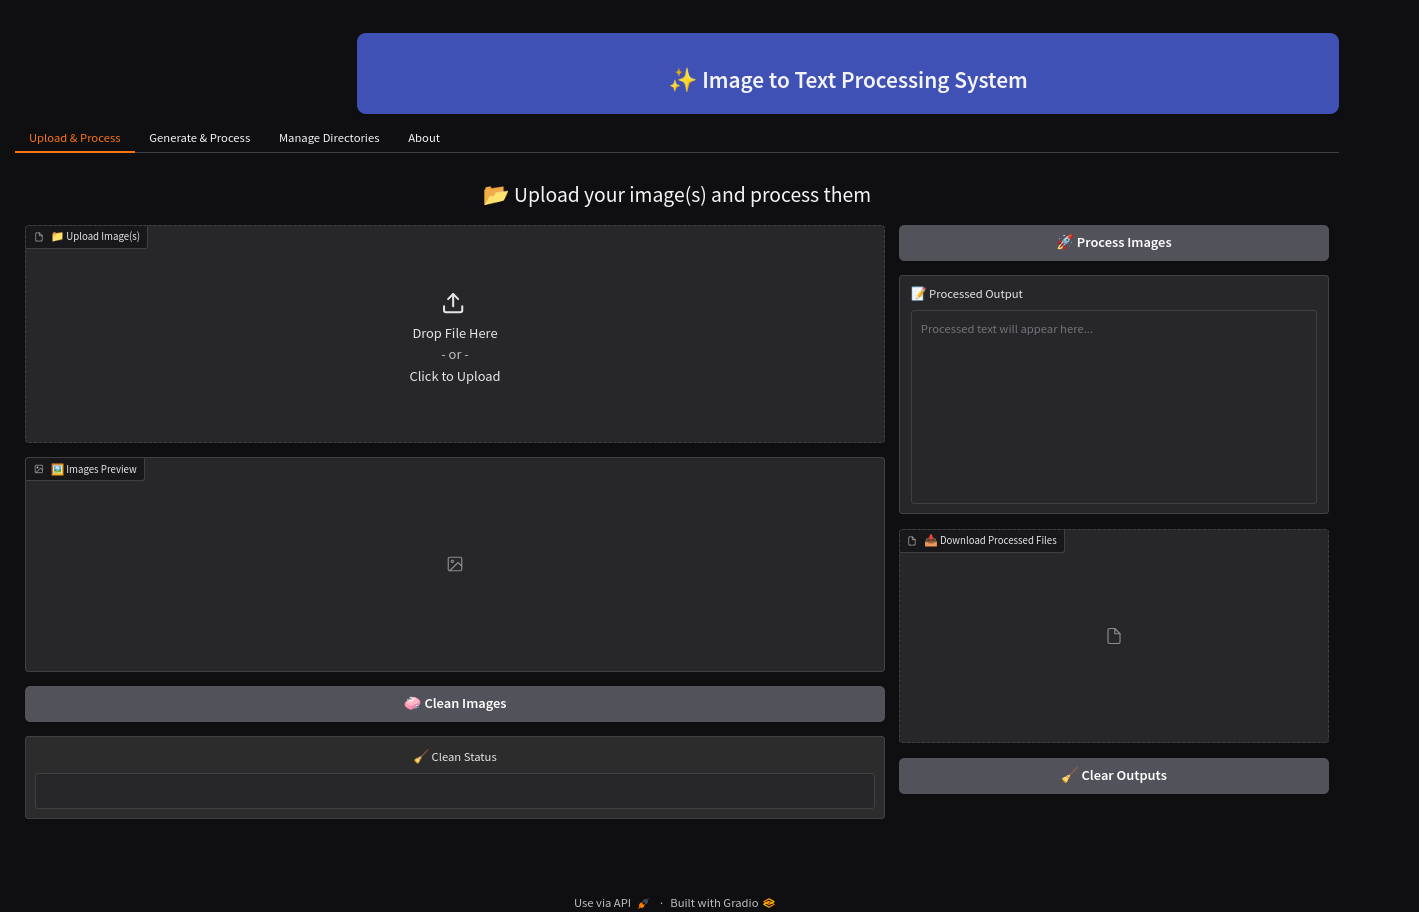 ✨ Image to Text Processing System
Upload & Process
Generate & Process
Manage Directories
About
📂 Upload your image(s) and process them
📁 Upload Image(s)
Drop File Here
- or -
Click to Upload
🖼️ Images Preview
🧼 Clean Images
🧹 Clean Status
🚀 Process Images
📝 Processed Output
Processed text will appear here...
📥 Download Processed Files
🧹 Clear Outputs
Use via API 🚀 · Built with Gradio